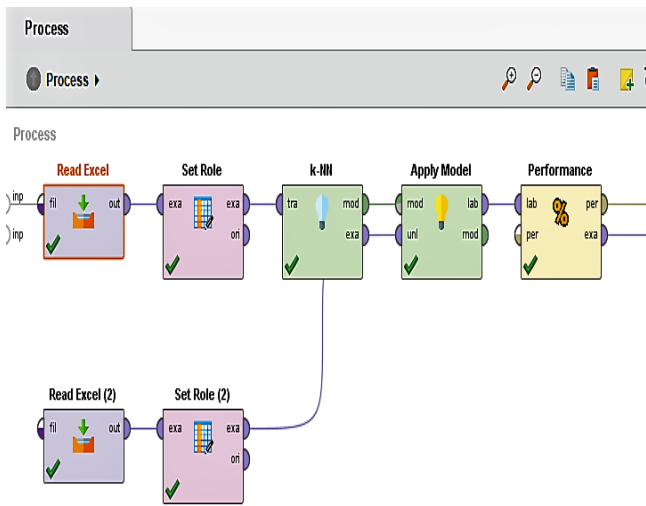 Process
Process
Process
Read Excel
Set Role
k-NN
Apply Model
Performance
inp
fil
out
exa
exa
tra
mod
mod
lab
lab
per
inp
ori
exa
unl
mod
per
exa
%
Read Excel (2)
Set Role (2)
fil
out
exa
exa
ori